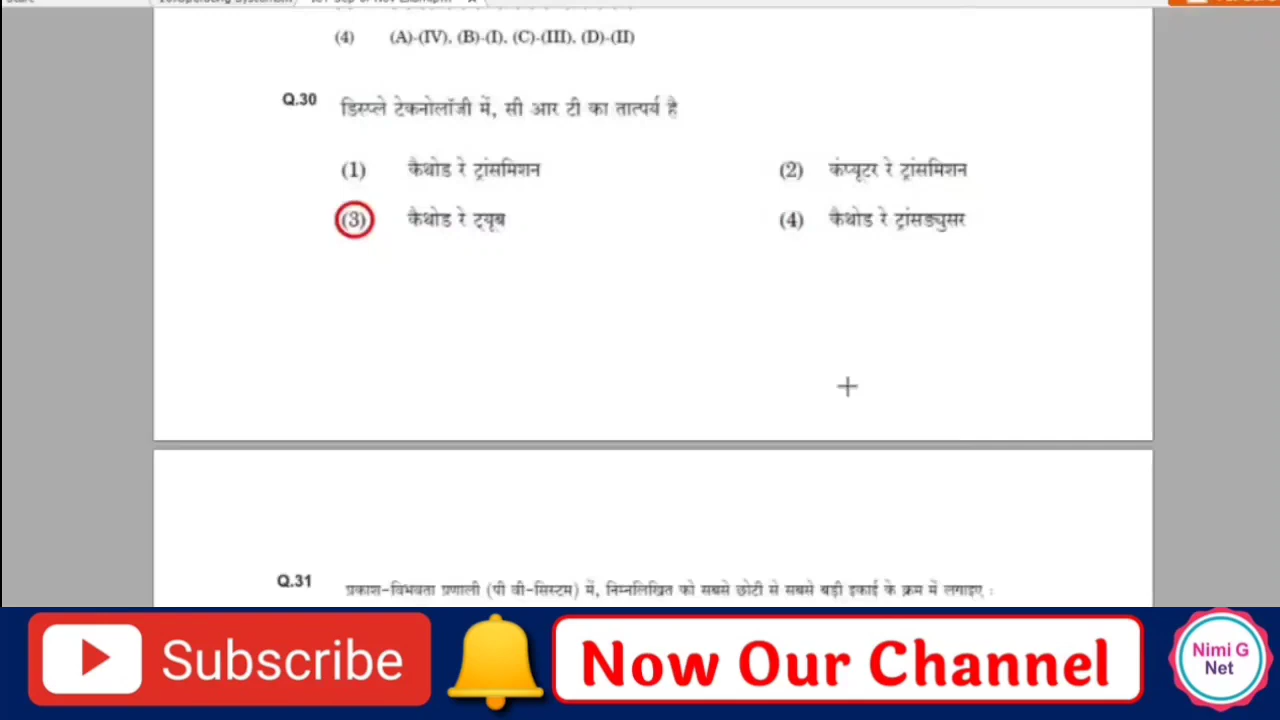 (4) (A)-(IV), (B)-(I), (C)-(III), (D)-(II)
Q.30 डिस्प्ले टेकनोलॉजी में, सी आर टी का तात्पर्य है
(1) कैथोड रे ट्रांसमिशन (2) कंप्यूटर रे ट्रांसमिशन
(3) कैथोड रे ट्यूब (4) कैथोड रे ट्रांसड्युसर
Q.31 प्रकाश-विभवता प्रणाली (पी वी-सिस्टम) में, निम्नलिखित को सबसे छोटी से सबसे बड़ी इकाई के क्रम में लगाइए :
Subscribe Now Our Channel Nimi G
Net